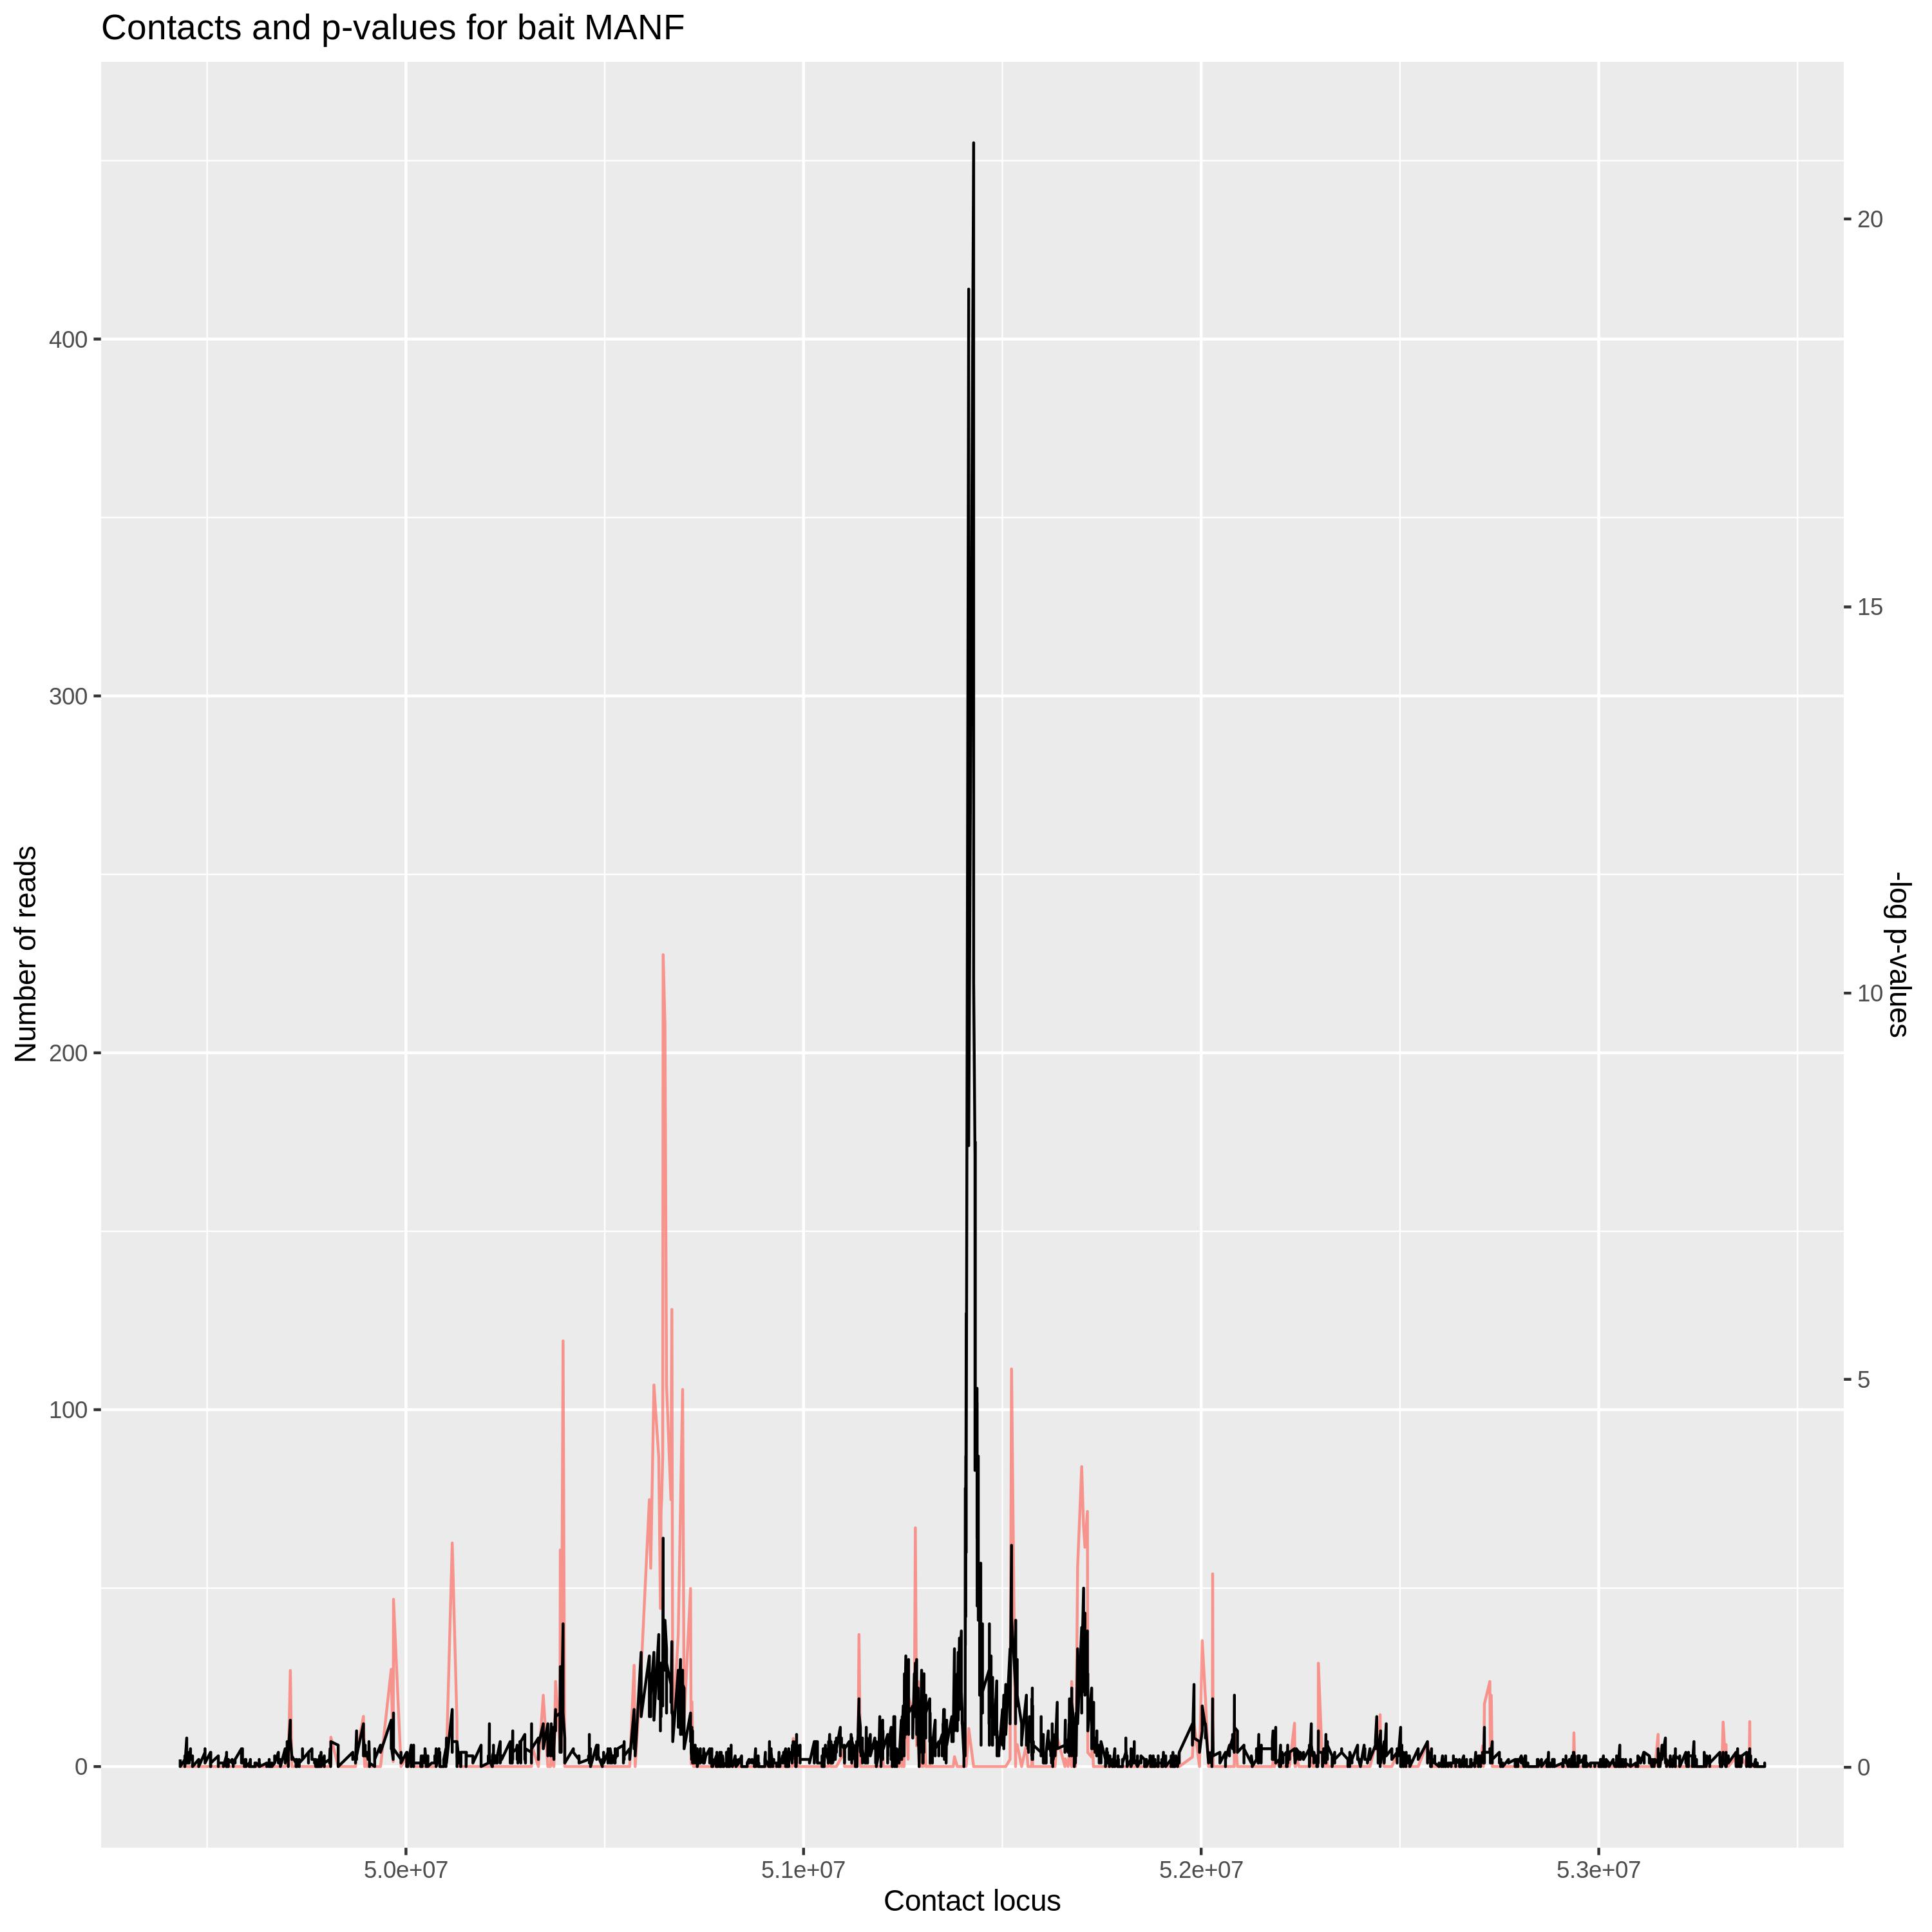 Contacts and p-values for bait MANF
Number of reads
400
300
200
100
0
20
15
10
5
0
-log p-values
5.0e+07
5.1e+07
5.2e+07
5.3e+07
Contact locus